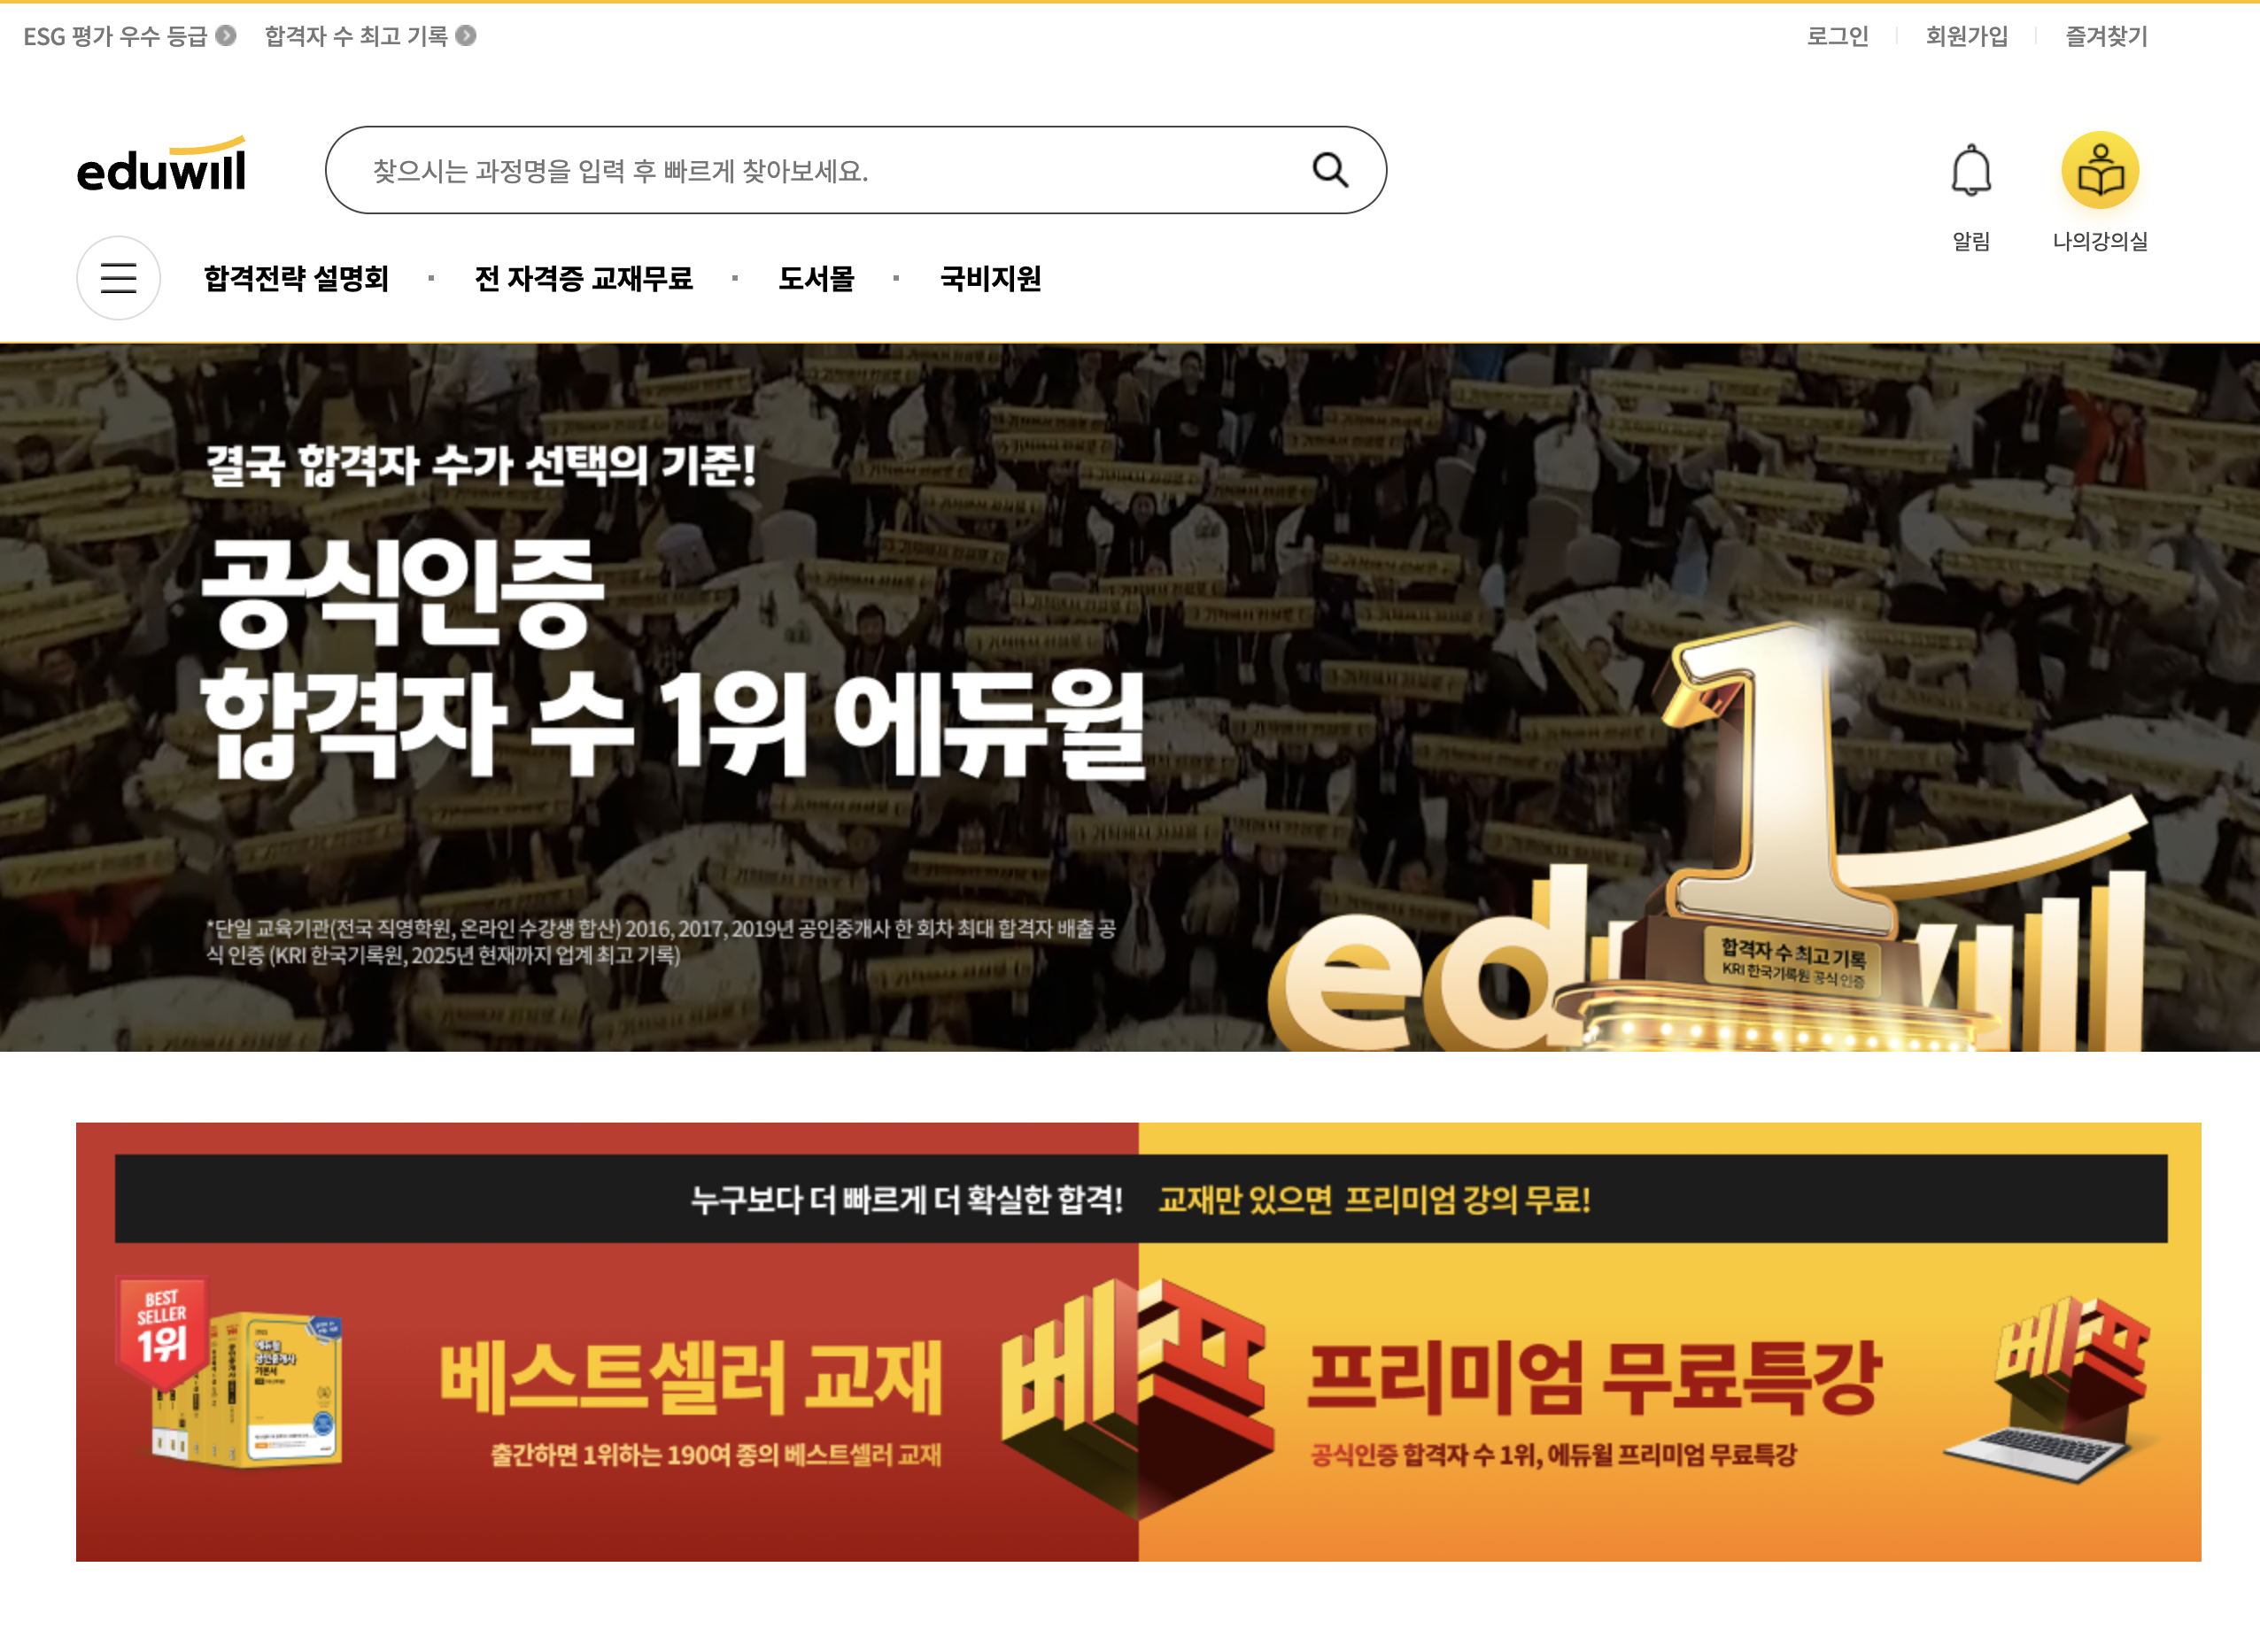 ESG 평가 우수 등급 합격자 수 최고 기록
로그인 회원가입 즐겨찾기
eduwill
찾으시는 과정명을 입력 후 빠르게 찾아보세요.
알림 나의강의실
합격전략 설명회 · 전 자격증 교재무료 · 도서몰 · 국비지원
결국 합격자 수가 선택의 기준!
공식인증
합격자 수 1위 에듀윌
*단일 교육기관(전국 직영학원, 온라인 수강생 합산) 2016, 2017, 2019년 공인중개사 한 회차 최대 합격자 배출 공
식 인증 (KRI 한국기록원, 2025년 현재까지 업계 최고 기록)
1
합격자 수 최고 기록
KRI 한국기록원 공식 인증
누구보다 더 빠르게 더 확실한 합격! 교재만 있으면 프리미엄 강의 무료!
BEST
SELLER
1위
에듀윌
공인중개사
기본서
베스트셀러 교재
출간하면 1위하는 190여 종의 베스트셀러 교재
베프
프리미엄 무료특강
공식인증 합격자 수 1위, 에듀윌 프리미엄 무료특강
베프